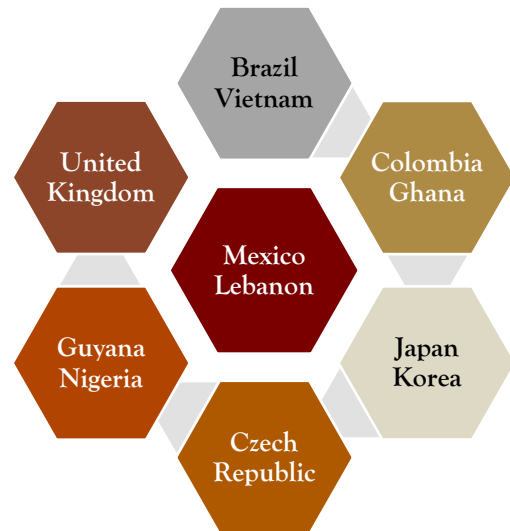 Brazil
Vietnam
United
Kingdom
Colombia
Ghana
Mexico
Lebanon
Guyana
Nigeria
Japan
Korea
Czech
Republic